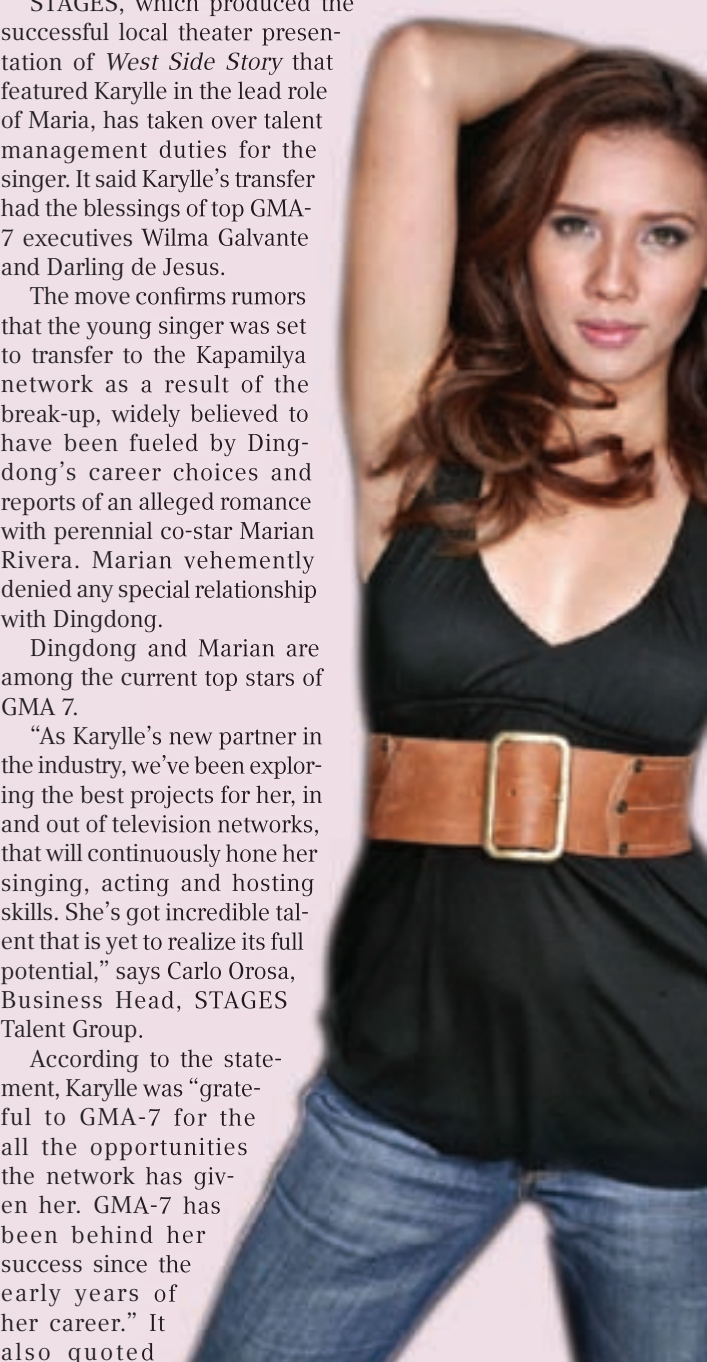 STAGES, which produced the
successful local theater presen-
tation of West Side Story that
featured Karylle in the lead role
of Maria, has taken over talent
management duties for the
singer. It said Karylle’s transfer
had the blessings of top GMA-
7 executives Wilma Galvante
and Darling de Jesus.
The move confirms rumors
that the young singer was set
to transfer to the Kapamilya
network as a result of the
break-up, widely believed to
have been fueled by Ding-
dong’s career choices and
reports of an alleged romance
with perennial co-star Marian
Rivera. Marian vehemently
denied any special relationship
with Dingdong.
Dingdong and Marian are
among the current top stars of
GMA 7.
“As Karylle’s new partner in
the industry, we’ve been explor-
ing the best projects for her, in
and out of television networks,
that will continuously hone her
singing, acting and hosting
skills. She’s got incredible tal-
ent that is yet to realize its full
potential,” says Carlo Orosa,
Business Head, STAGES
Talent Group.
According to the state-
ment, Karylle was “grate-
ful to GMA-7 for the
all the opportunities
the network has giv-
en her. GMA-7 has
been behind her
success since the
early years of
her career.” It
also quoted